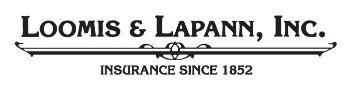 LOOMIS & LAPANN, INC.
INSURANCE SINCE 1852